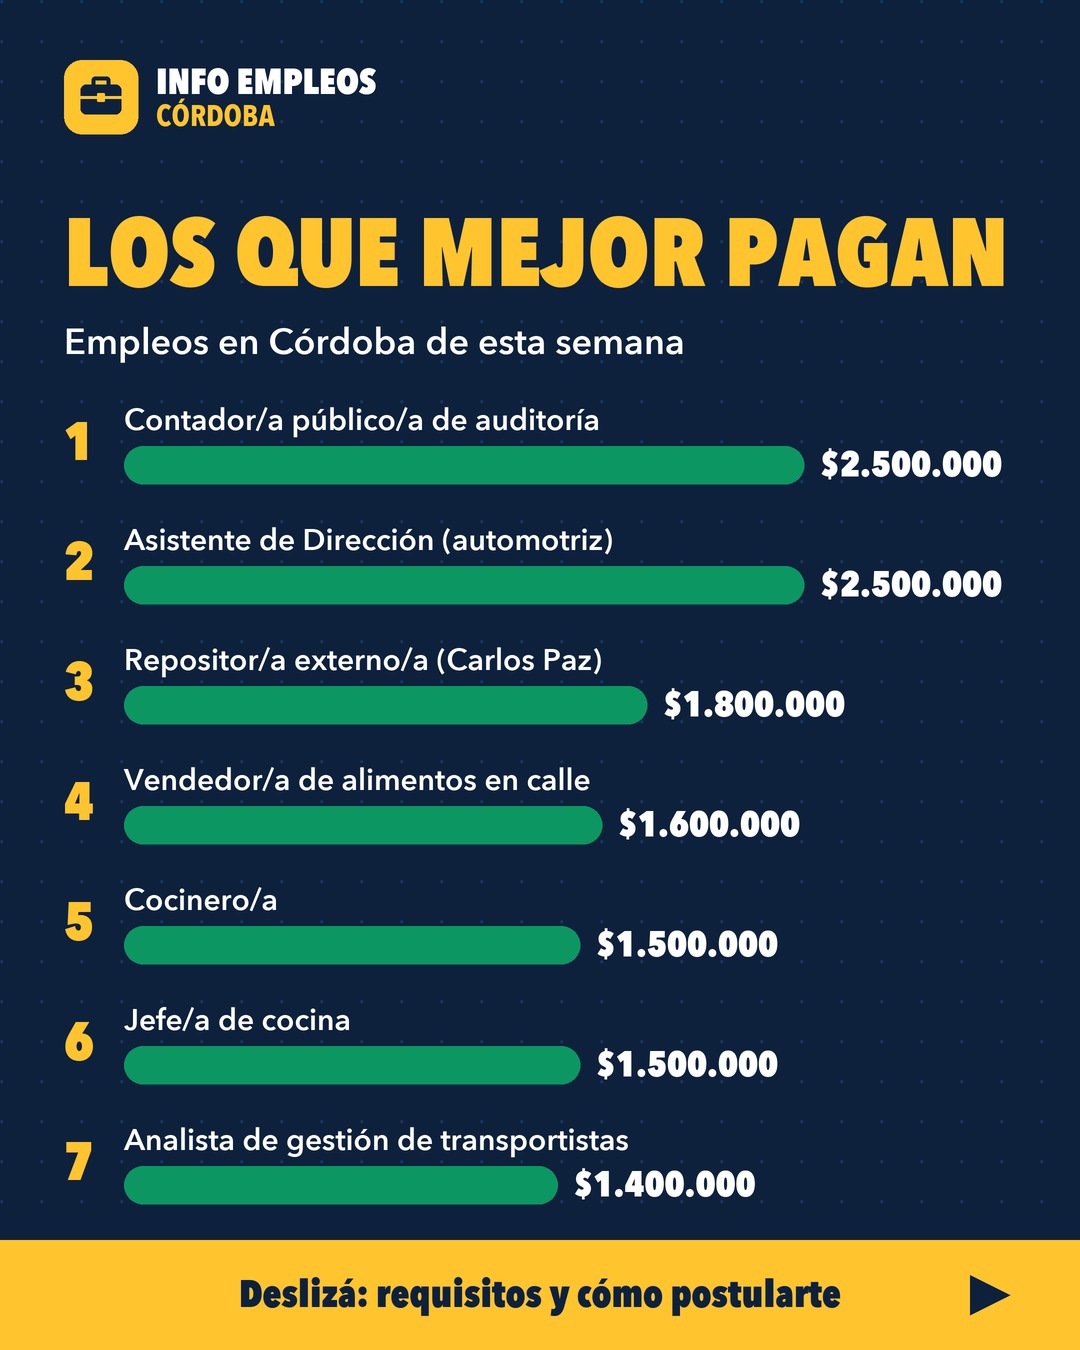 INFO EMPLEOS
CÓRDOBA
LOS QUE MEJOR PAGAN
Empleos en Córdoba de esta semana
1
Contador/a público/a de auditoría
$2.500.000
2
Asistente de Dirección (automotriz)
$2.500.000
3
Repositor/a externo/a (Carlos Paz)
$1.800.000
4
Vendedor/a de alimentos en calle
$1.600.000
5
Cocinero/a
$1.500.000
6
Jefe/a de cocina
$1.500.000
7
Analista de gestión de transportistas
$1.400.000
Deslizá: requisitos y cómo postularte